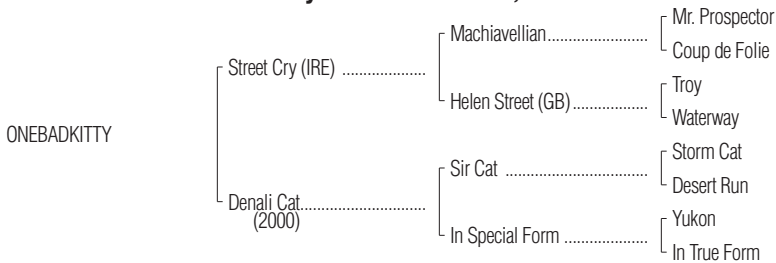 Mr. Prospector
Machiavellian....................
Coup de Folie
Street Cry (IRE) ..................
Troy
Helen Street (GB)................
Waterway
ONEBADKITTY
Storm Cat
Sir Cat .............................
Desert Run
Denali Cat...........................
(2000)
Yukon
In Special Form .................
In True Form